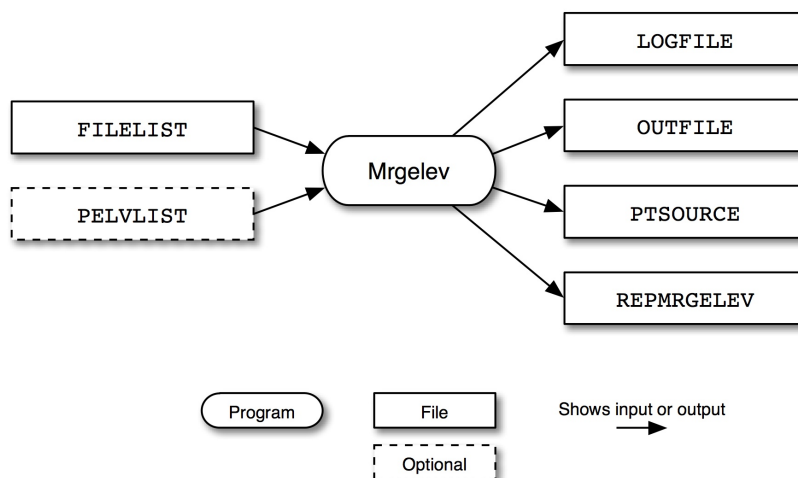 LOGFILE
FILELIST
OUTFILE
Mrgelev
PELVLIST
PTSOURCE
REPMRGELEV
Program
File
Shows input or output
Optional